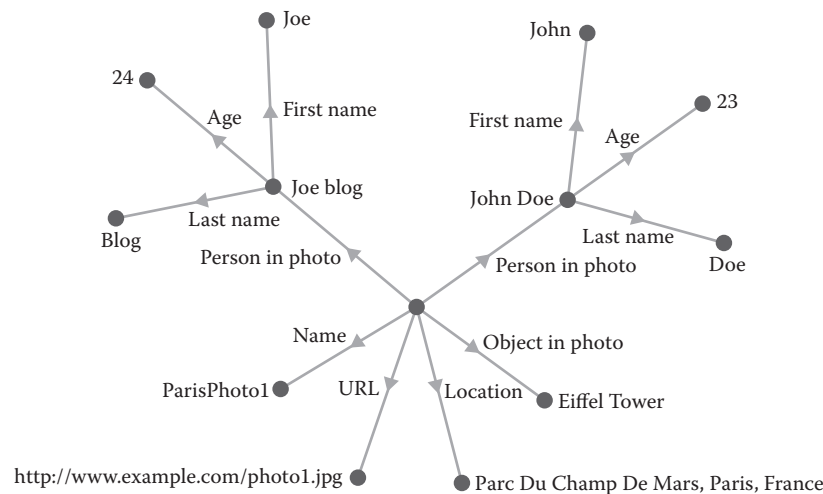 Joe
John
24
23
First name
Age
First name
Age
Joe blog
John Doe
Last name
Blog
Last name
Doe
Person in photo
Person in photo
Name
Object in photo
ParisPhoto1
URL
Location
Eiffel Tower
http://www.example.com/photo1.jpg
Parc Du Champ De Mars, Paris, France